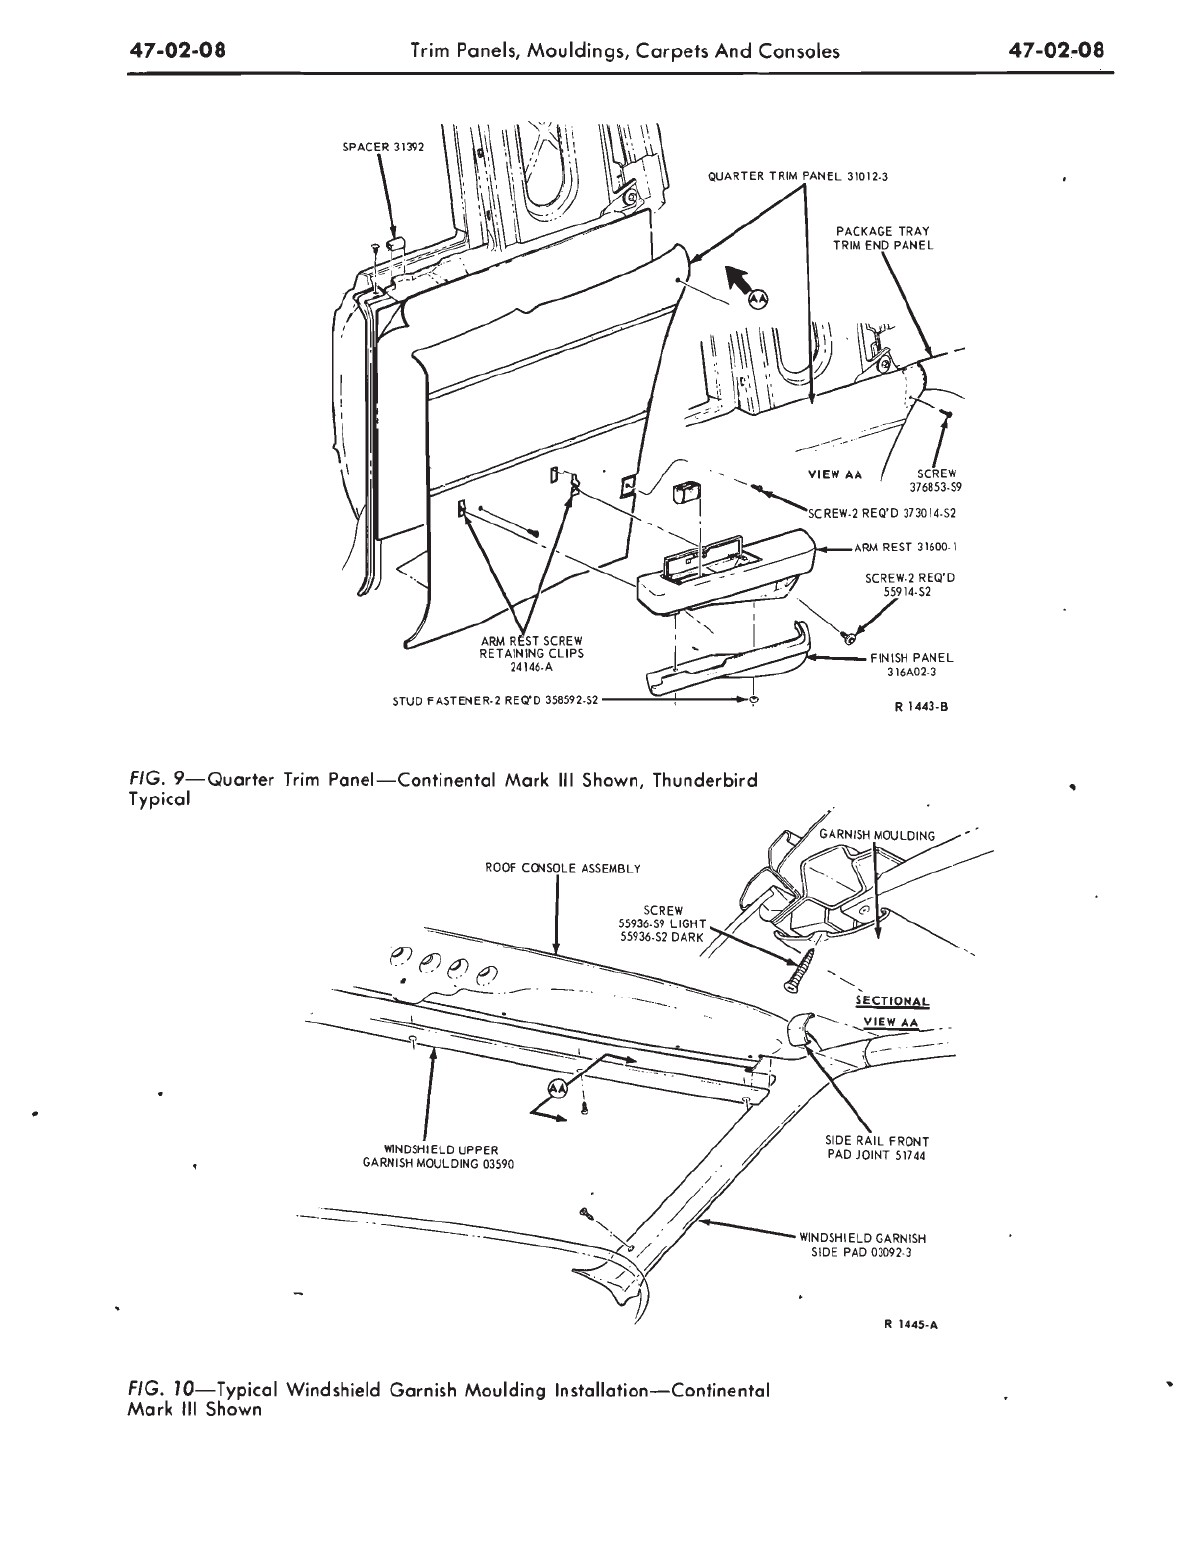 47-02-08 Trim Panels, Mouldings, Carpets And Consoles 47-02-08
SPACER 31392
QUARTER TRIM PANEL 31012-3
PACKAGE TRAY
TRIM END PANEL
AA
VIEW AA
SCREW
376853-S9
SCREW-2 REQ'D 373014-S2
ARM REST 31600-1
SCREW-2 REQ'D
55914-S2
ARM REST SCREW
RETAINING CLIPS
24146-A
FINISH PANEL
316A02-3
STUD FASTENER-2 REQ'D 358592-S2
R 1443-B
FIG. 9—Quarter Trim Panel—Continental Mark III Shown, Thunderbird
Typical
GARNISH MOULDING
ROOF CONSOLE ASSEMBLY
SCREW
55936-S9 LIGHT
55936-S2 DARK
SECTIONAL
VIEW AA
AA
WINDSHIELD UPPER
GARNISH MOULDING 03590
SIDE RAIL FRONT
PAD JOINT 51744
WINDSHIELD GARNISH
SIDE PAD 03092-3
R 1445-A
FIG. 10—Typical Windshield Garnish Moulding Installation—Continental
Mark III Shown